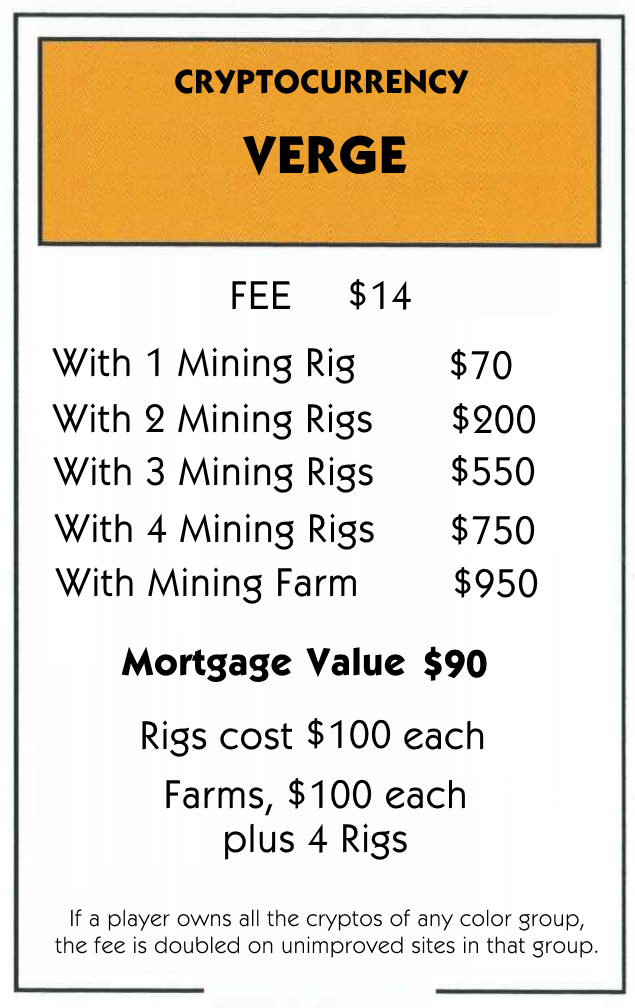 CRYPTOCURRENCY
VERGE
FEE $14
With 1 Mining Rig $70
With 2 Mining Rigs $200
With 3 Mining Rigs $550
With 4 Mining Rigs $750
With Mining Farm $950
Mortgage Value $90
Rigs cost $100 each
Farms, $100 each
plus 4 Rigs
If a player owns all the cryptos of any color group,
the fee is doubled on unimproved sites in that group.